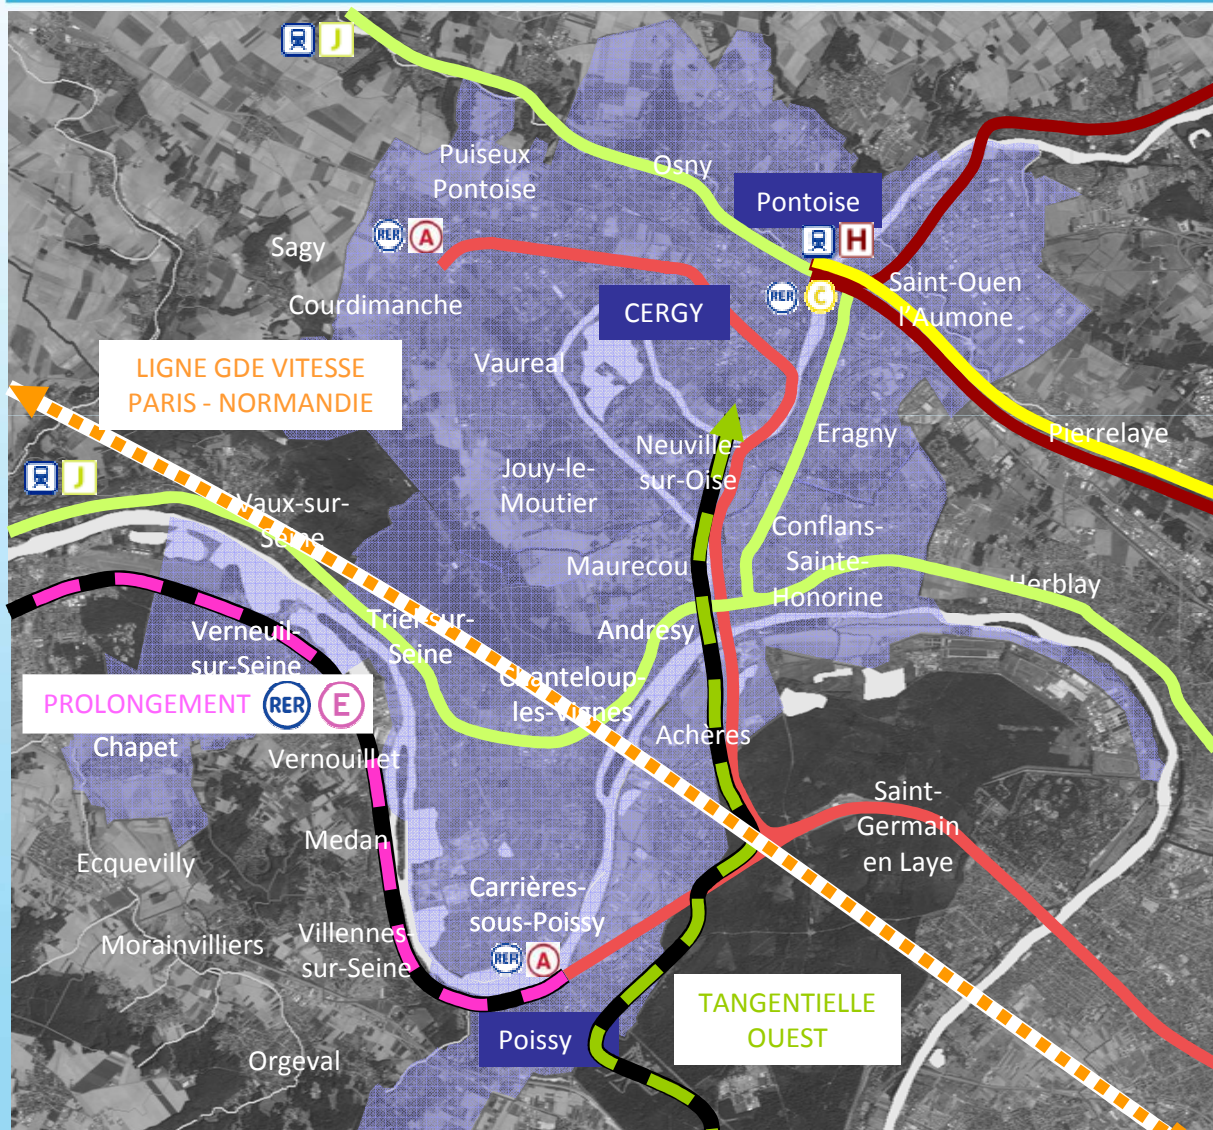 J
Puiseux
Pontoise
Osny
Pontoise
H
RER A
Sagy
Courdimanche
Saint-Ouen
l'Aumone
RER C
CERGY
LIGNE GDE VITESSE
PARIS - NORMANDIE
Vaureal
Neuville-
sur-Oise
Eragny
Pierrelaye
J
Jouy-le-
Moutier
Vaux-sur-
Seine
Conflans-
Sainte-
Honorine
Maurecou
Herblay
Verneuil-
sur-Seine
Triel-sur-
Seine
Andresy
PROLONGEMENT RER E
Chanteloup-
les-Vignes
Chapet
Vernouillet
Achères
Saint-
Germain
en Laye
Medan
Ecquevilly
Carrières-
sous-Poissy
Morainvilliers
Villennes-
sur-Seine
RER A
TANGENTIELLE
OUEST
Poissy
Orgeval